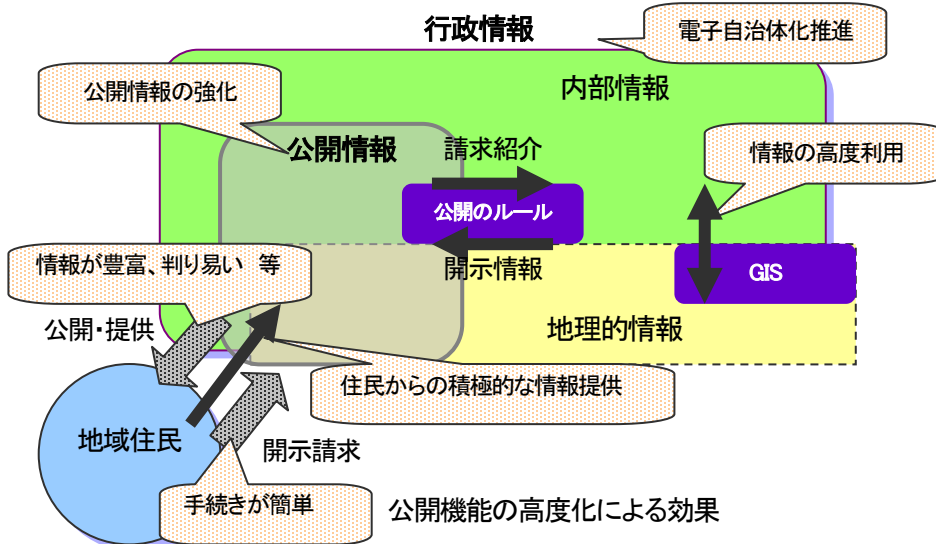 行政情報
電子自治体化推進
公開情報の強化
内部情報
公開情報
請求紹介
情報の高度利用
公開のルール
情報が豊富、判り易い 等
開示情報
GIS
公開・提供
地理的情報
住民からの積極的な情報提供
地域住民
開示請求
手続きが簡単
公開機能の高度化による効果